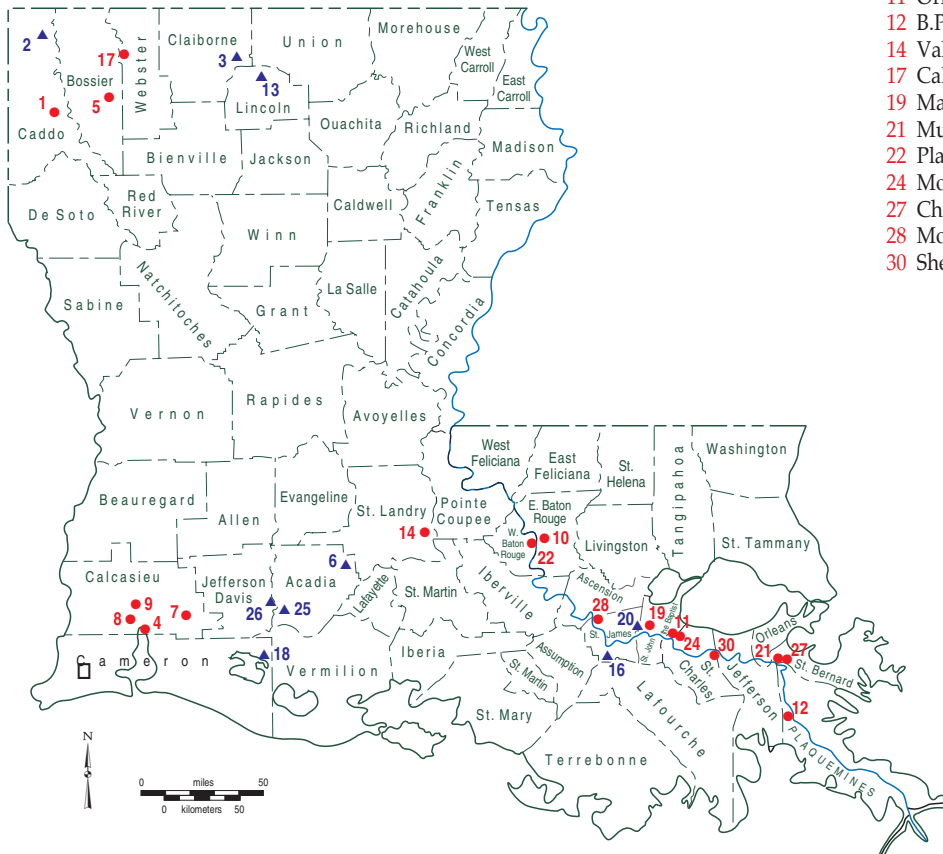 11
12 B.P
14 Val
17 Cal
19 Ma
21 Mu
22 Pla
24 Mo
27 Ch
28 Mo
30 She
2
17
Webster
Claiborne
3
13
Union
Morehouse
West
Carroll
East
Carroll
Bossier
5
1
Caddo
Lincoln
Ouachita
Richland
Madison
Bienville
Jackson
De Soto
Red
River
Caldwell
Franklin
Tensas
Winn
Natchitoches
La Salle
Catahoula
Concordia
Sabine
Grant
Vernon
Rapides
Avoyelles
West
Feliciana
East
Feliciana
St.
Helena
Tangipahoa
Washington
Beauregard
Allen
Evangeline
St. Landry
14
Pointe
Coupee
E. Baton
Rouge
W.
Baton
Rouge
10
22
Livingston
St. Tammany
Calcasieu
Jefferson
Davis
Acadia
6
Lafayette
St. Martin
Iberville
Ascension
9
8
4
7
26
25
28
St. James
20
19
St. John
the Baptist
11
24
30
Orleans
21
27
St. Bernard
Cameron
18
Vermilion
Iberia
Assumption
St. Martin
16
St.
Charles
Jefferson
12
PLAQUEMINES
St. Mary
Lafourche
Terrebonne
N
0 miles 50
0 kilometers 50